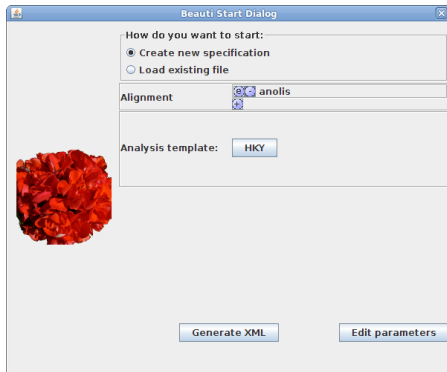 Beauti Start Dialog
How do you want to start:
Create new specification
Load existing file
Alignment
e - anolis
+
Analysis template:
HKY
Generate XML
Edit parameters